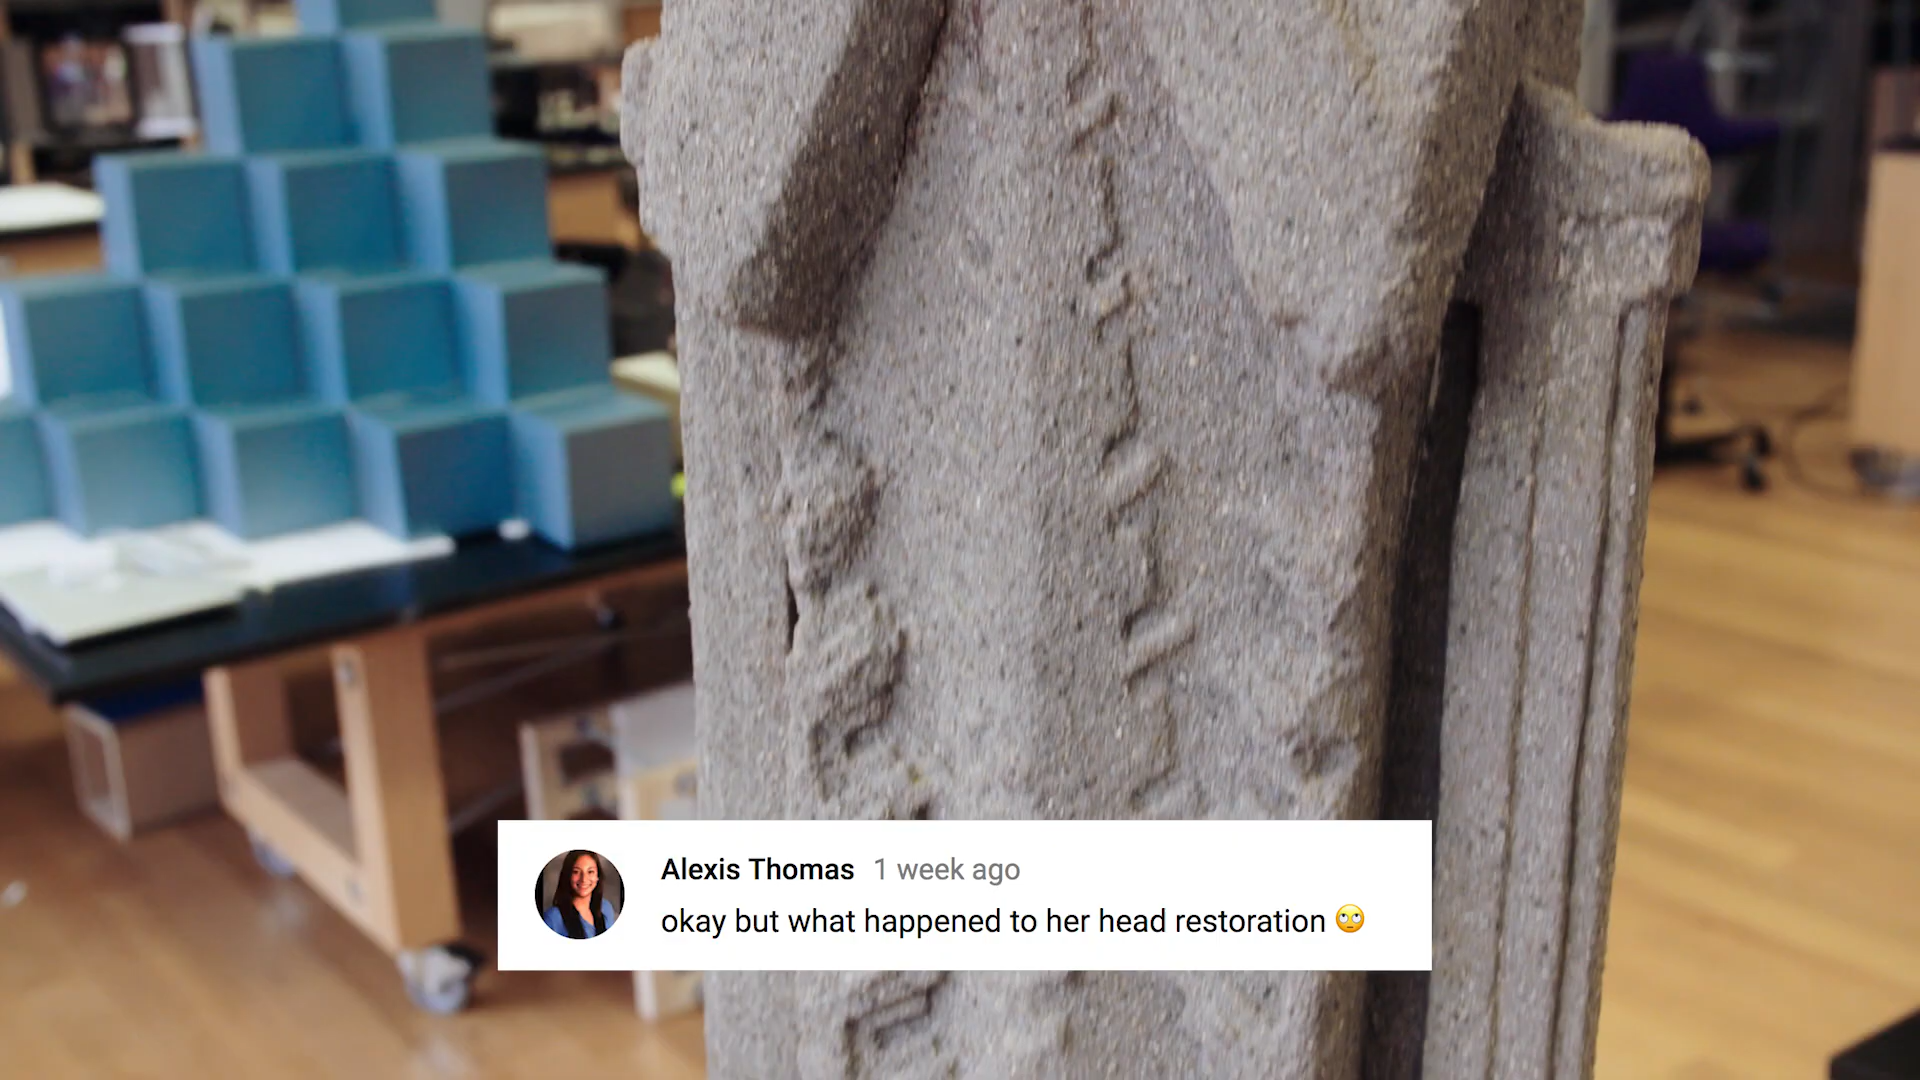 Alexis Thomas 1 week ago
okay but what happened to her head restoration 🙄